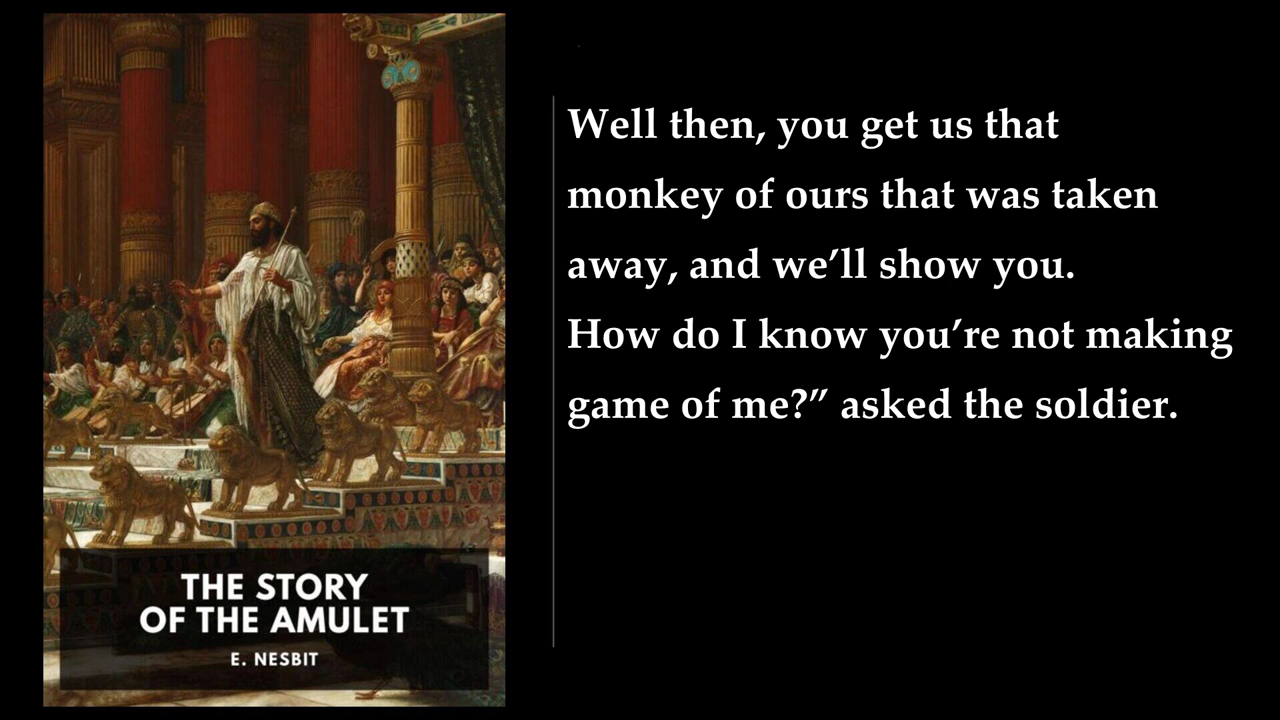 Well then, you get us that
monkey of ours that was taken
away, and we’ll show you.
How do I know you’re not making
game of me?” asked the soldier.
THE STORY
OF THE AMULET
E. NESBIT